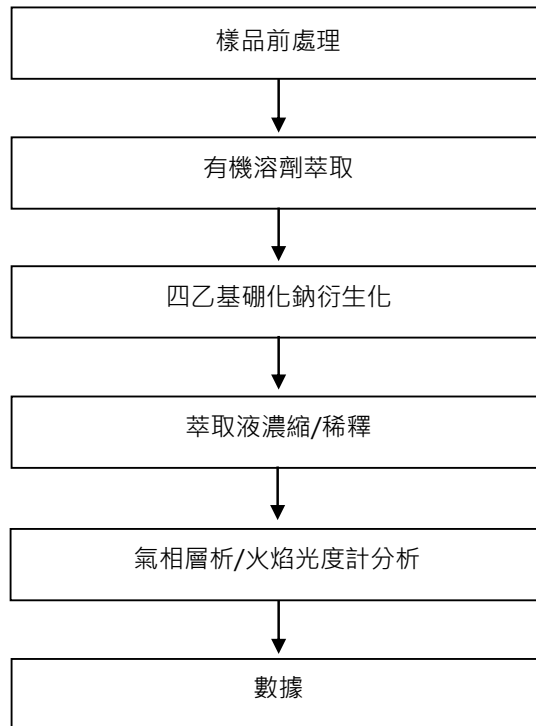 樣品前處理
有機溶劑萃取
四乙基硼化鈉衍生化
萃取液濃縮/稀釋
氣相層析/火焰光度計分析
數據